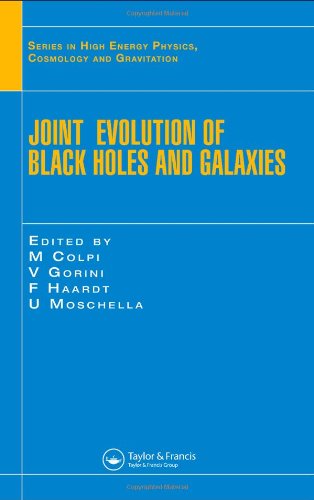 Series in High Energy Physics,
Cosmology and Gravitation
JOINT EVOLUTION OF
BLACK HOLES AND GALAXIES
Edited by
M Colpi
V Gorini
F Haardt
U Moschella
Taylor & Francis
Taylor & Francis Group